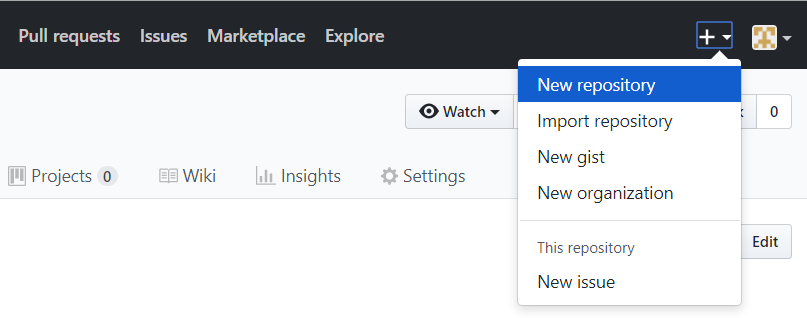 Pull requests Issues Marketplace Explore
New repository
Watch 0
Import repository
New gist
Projects 0 Wiki Insights Settings
New organization
Edit
This repository
New issue